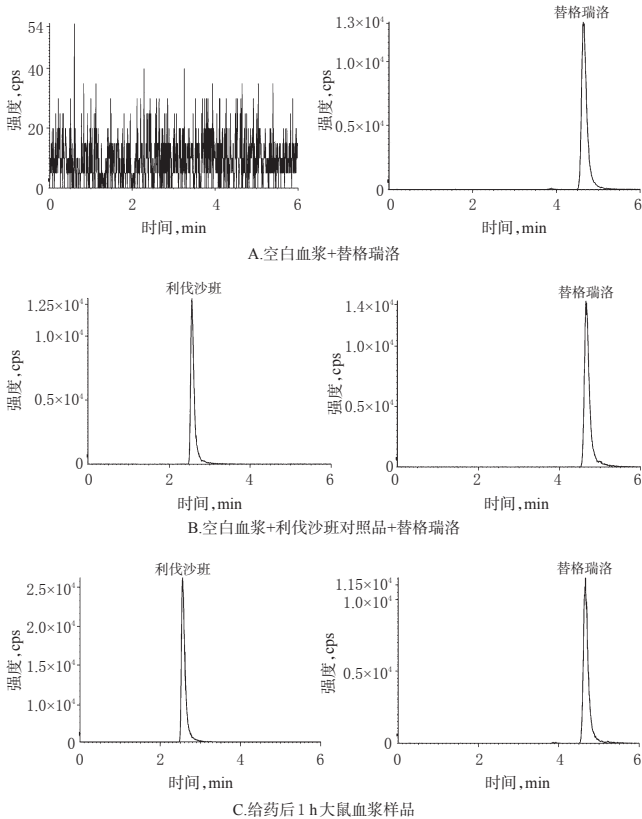 54
40
20
0
强度,cps
0
2
4
6
时间,min
替格瑞洛
1.3×10⁴
1.0×10⁴
0.5×10⁴
0
强度,cps
0
2
4
6
时间,min
A.空白血浆+替格瑞洛
利伐沙班
1.25×10⁴
1.0×10⁴
0.5×10⁴
0
强度,cps
0
2
4
6
时间,min
替格瑞洛
1.4×10⁴
1.0×10⁴
0.5×10⁴
0
强度,cps
0
2
4
6
时间,min
B.空白血浆+利伐沙班对照品+替格瑞洛
利伐沙班
2.5×10⁴
2.0×10⁴
1.5×10⁴
1.0×10⁴
0
强度,cps
0
2
4
6
时间,min
替格瑞洛
1.15×10⁴
1.0×10⁴
0.5×10⁴
0
强度,cps
0
2
4
6
时间,min
C.给药后1 h大鼠血浆样品